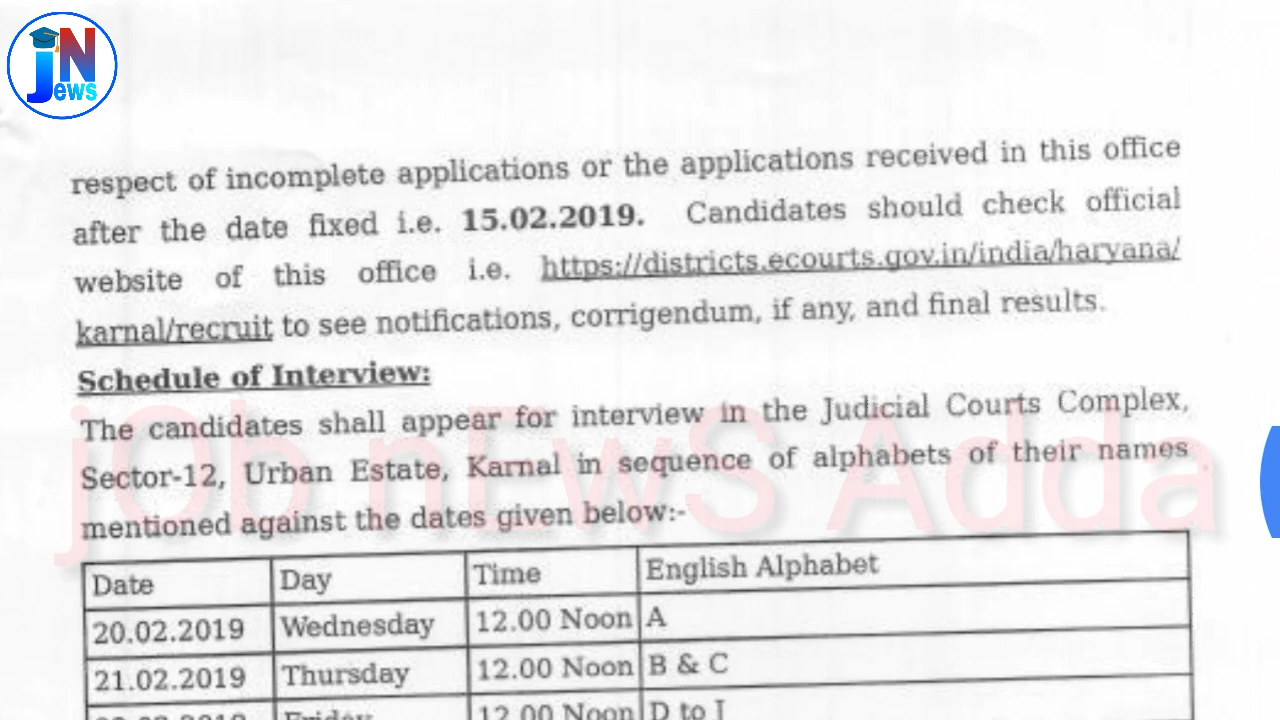 jN
ews
respect of incomplete applications or the applications received in this office
after the date fixed i.e. 15.02.2019. Candidates should check official
website of this office i.e. https://districts.ecourts.gov.in/india/haryana/
karnal/recruit to see notifications, corrigendum, if any, and final results.
Schedule of Interview:
The candidates shall appear for interview in the Judicial Courts Complex,
Sector-12, Urban Estate, Karnal in sequence of alphabets of their names
mentioned against the dates given below:-
jOb nEwS Adda
Date Day Time English Alphabet
20.02.2019 Wednesday 12.00 Noon A
21.02.2019 Thursday 12.00 Noon B & C
Friday 12.00 Noon D to I